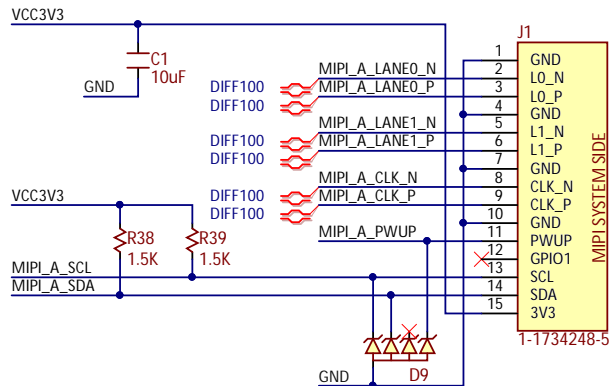 VCC3V3
C1
10uF
GND
J1
MIPI SYSTEM SIDE
1 GND
MIPI_A_LANE0_N 2 L0_N
DIFF100 MIPI_A_LANE0_P 3 L0_P
DIFF100 4 GND
MIPI_A_LANE1_N 5 L1_N
DIFF100 MIPI_A_LANE1_P 6 L1_P
DIFF100 7 GND
MIPI_A_CLK_N 8 CLK_N
DIFF100 MIPI_A_CLK_P 9 CLK_P
DIFF100 10 GND
MIPI_A_PWUP 11 PWUP
12 GPIO1
13 SCL
14 SDA
15 3V3
1-1734248-5
VCC3V3
R38
1.5K
R39
1.5K
MIPI_A_SCL
MIPI_A_SDA
GND
D9